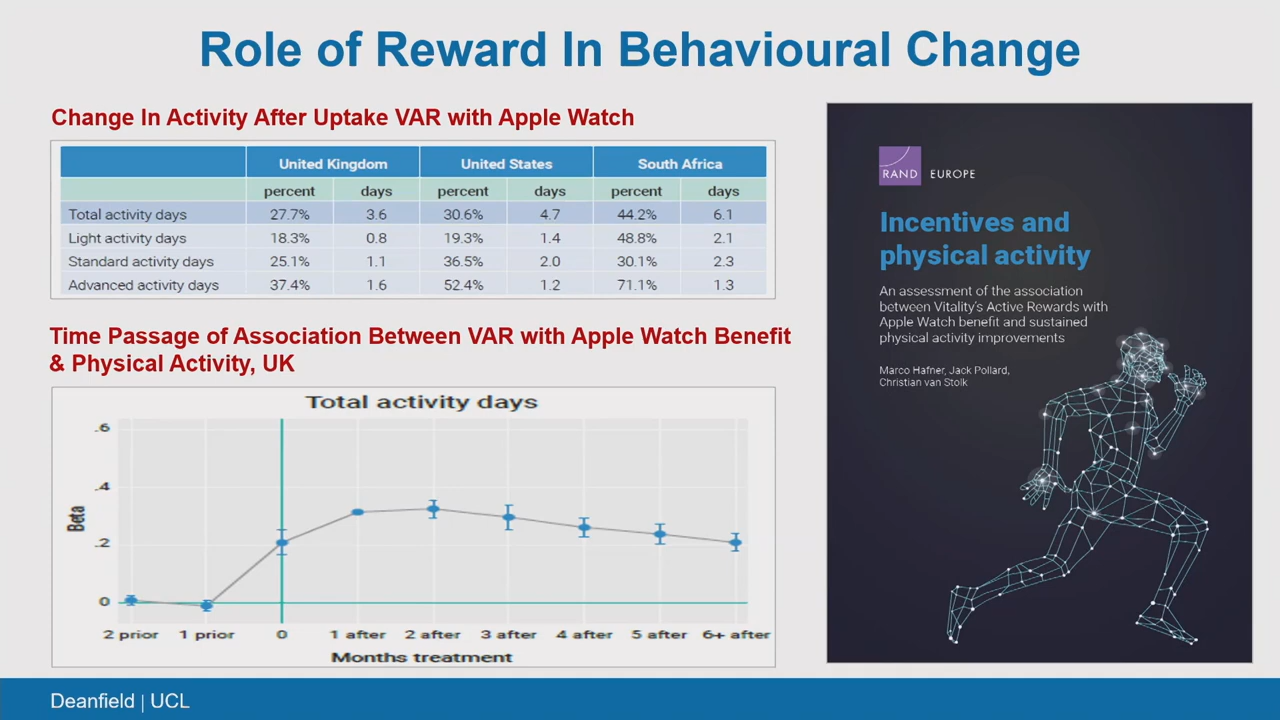 Role of Reward In Behavioural Change
Change In Activity After Uptake VAR with Apple Watch
United Kingdom United States South Africa
percent days percent days percent days
Total activity days 27.7% 3.6 30.6% 4.7 44.2% 6.1
Light activity days 18.3% 0.8 19.3% 1.4 48.8% 2.1
Standard activity days 25.1% 1.1 36.5% 2.0 30.1% 2.3
Advanced activity days 37.4% 1.6 52.4% 1.2 71.1% 1.3
Time Passage of Association Between VAR with Apple Watch Benefit
& Physical Activity, UK
Total activity days
Beta
.6
.4
.2
0
2 prior 1 prior 0 1 after 2 after 3 after 4 after 5 after 6+ after
Months treatment
RAND EUROPE
Incentives and
physical activity
An assessment of the association
between Vitality's Active Rewards with
Apple Watch benefit and sustained
physical activity improvements
Marco Hafner, Jack Pollard,
Christian van Stolk
Deanfield | UCL